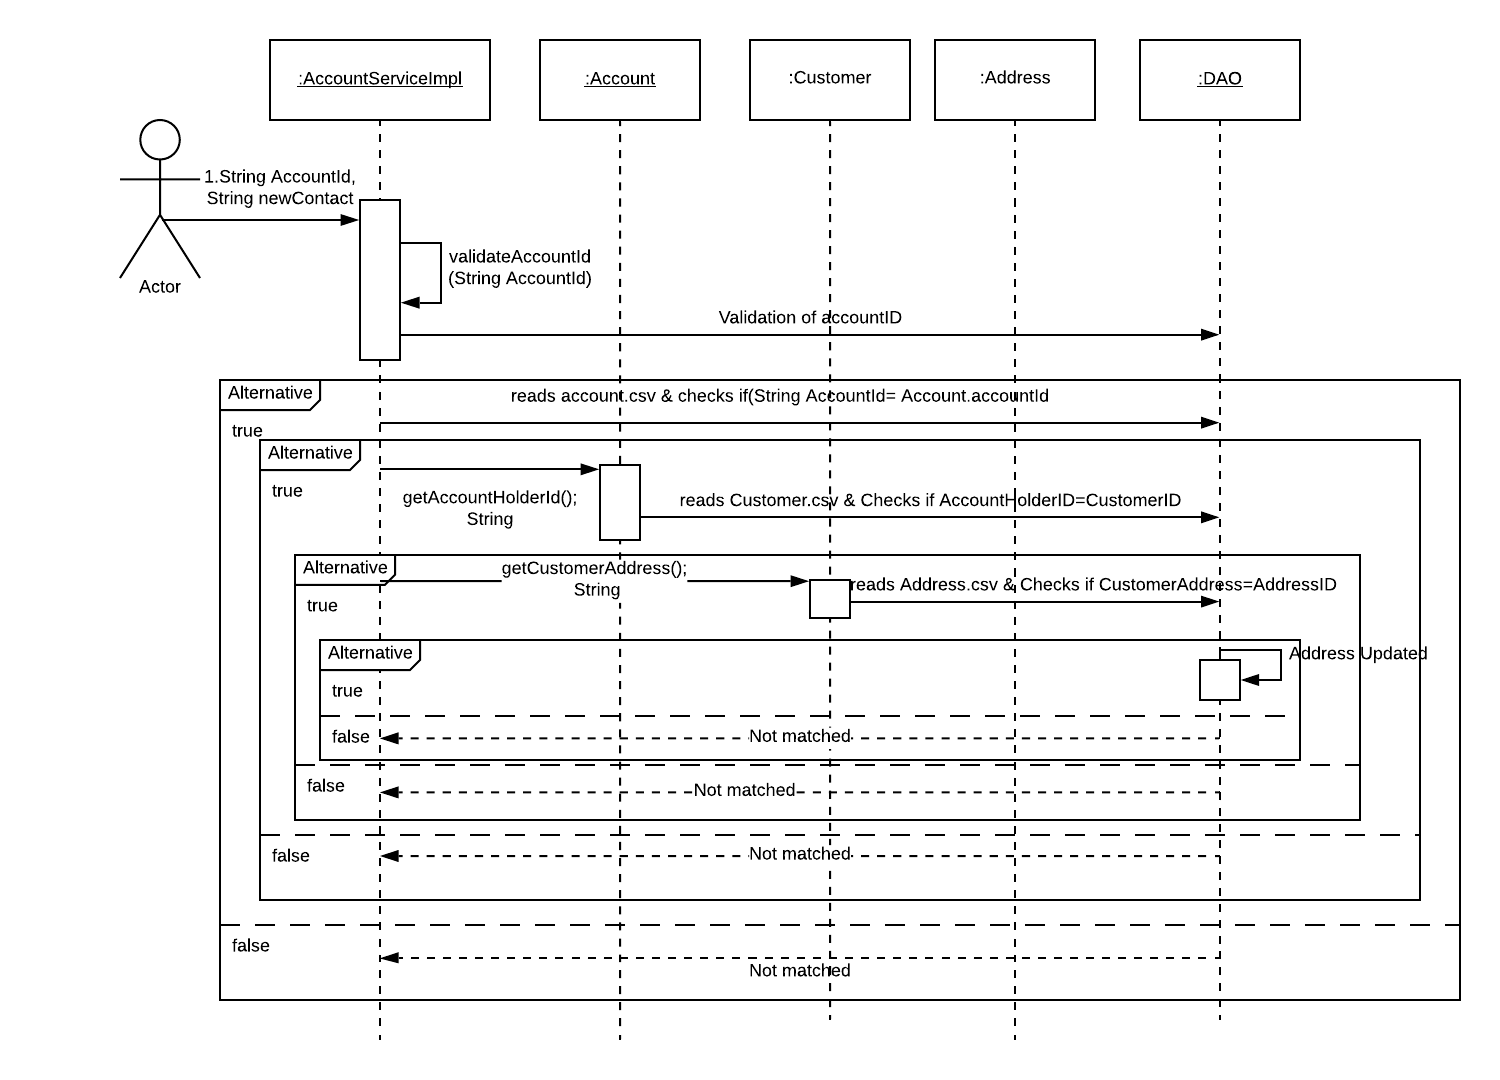 :AccountServiceImpl
:Account
:Customer
:Address
:DAO
1.String AccountId,
String newContact
Actor
validateAccountId
(String AccountId)
Validation of accountID
Alternative
reads account.csv & checks if(String AccountId= Account.accountId
true
Alternative
true
getAccountHolderId();
String
reads Customer.csv & Checks if AccountHolderID=CustomerID
Alternative
getCustomerAddress();
String
reads Address.csv & Checks if CustomerAddress=AddressID
true
Alternative
Address Updated
true
false
Not matched
false
Not matched
false
Not matched
false
Not matched